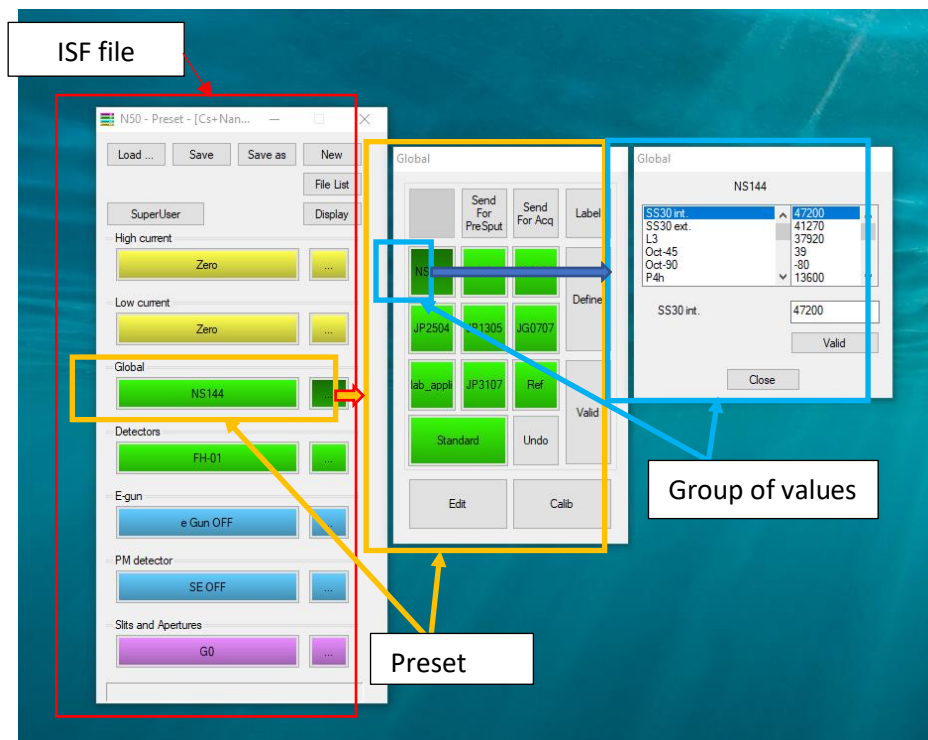 ISF file
N50 - Preset - [Cs+Nan...
Load ... Save Save as New
File List
SuperUser Display
High current
Zero ...
Low current
Zero ...
Global
NS144 ...
Detectors
FH-01 ...
E-gun
e Gun OFF ...
PM detector
SE OFF ...
Slits and Apertures
G0 ...
Global
Send For PreSput
Send For Acq
Label
Define
JP2504 JP1305 JG0707
lab_appli JP3107 Ref
Valid
Standard Undo
Edit Calib
Global
NS144
SS30 int. 47200
SS30 ext. 41270
L3 37920
Oct-45 39
Oct-90 -80
P4h 13600
SS30 int. 47200
Valid
Close
Group of values
Preset